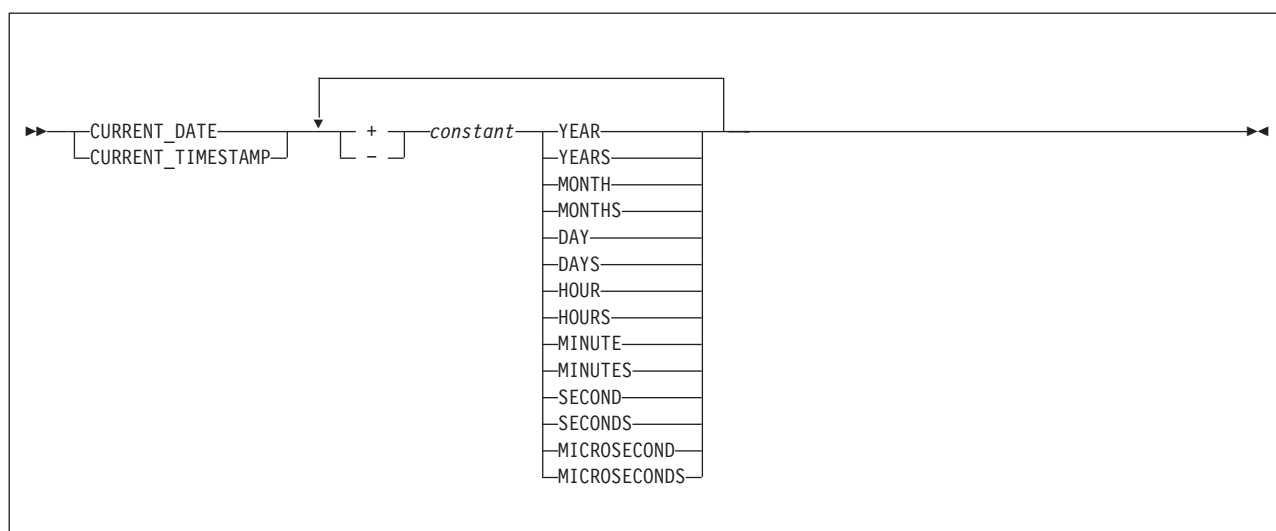 CURRENT_DATE + constant YEAR
CURRENT_TIMESTAMP − YEARS
MONTH
MONTHS
DAY
DAYS
HOUR
HOURS
MINUTE
MINUTES
SECOND
SECONDS
MICROSECOND
MICROSECONDS